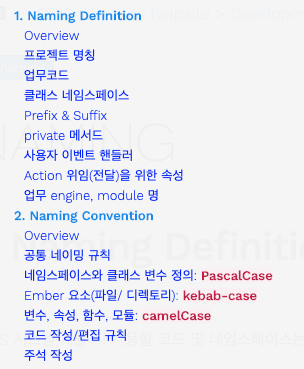 1. Naming Definition
Overview
프로젝트 명칭
업무코드
클래스 네임스페이스
Prefix & Suffix
private 메서드
사용자 이벤트 핸들러
Action 위임(전달)을 위한 속성
업무 engine, module 명
2. Naming Convention
Overview
공통 네이밍 규칙
네임스페이스와 클래스 변수 정의: PascalCase
Ember 요소(파일/ 디렉토리): kebab-case
변수, 속성, 함수, 모듈: camelCase
코드 작성/편집 규칙
주석 작성